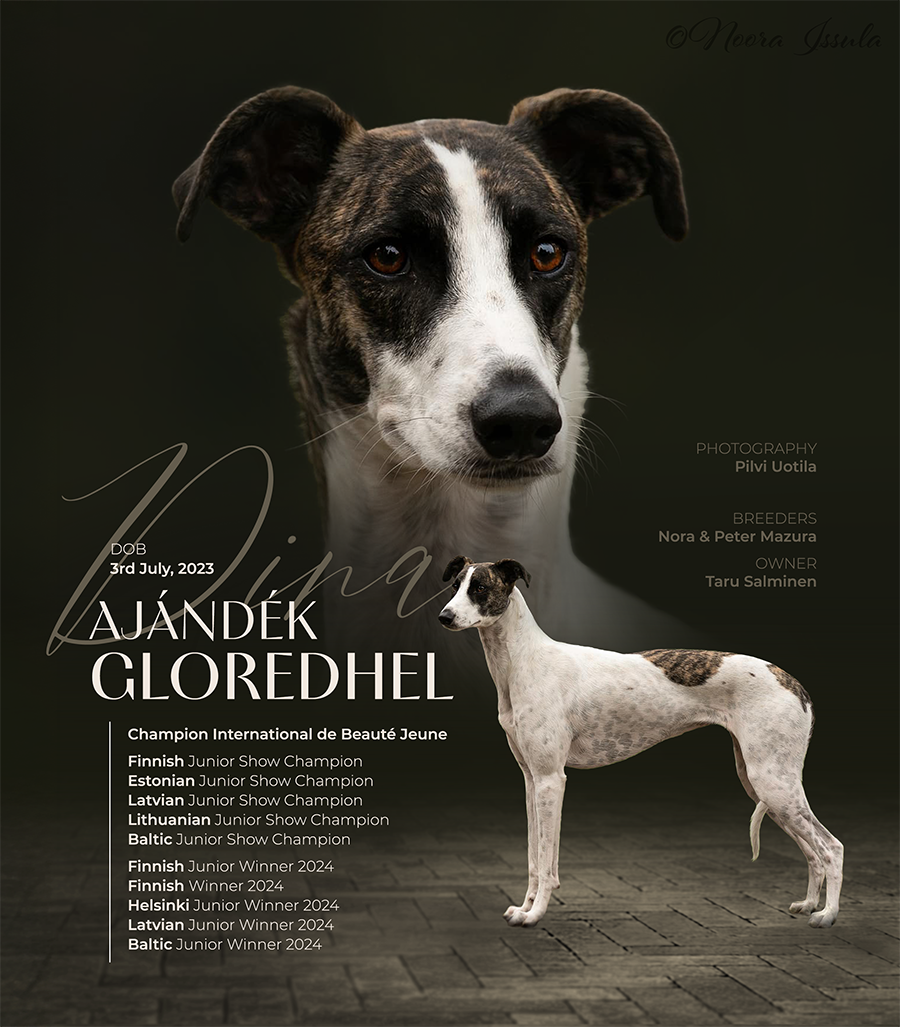 ©Noora Issula
PHOTOGRAPHY
Pilvi Uotila
BREEDERS
Nora & Peter Mazura
OWNER
Taru Salminen
Dina
DOB
3rd July, 2023
AJÁNDÉK
GLOREDHEL
Champion International de Beauté Jeune
Finnish Junior Show Champion
Estonian Junior Show Champion
Latvian Junior Show Champion
Lithuanian Junior Show Champion
Baltic Junior Show Champion
Finnish Junior Winner 2024
Finnish Winner 2024
Helsinki Junior Winner 2024
Latvian Junior Winner 2024
Baltic Junior Winner 2024